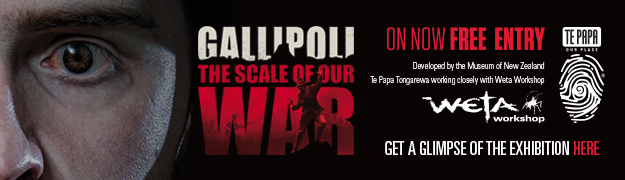 GALLIPOLI
THE SCALE OF OUR
WAR
ON NOW FREE ENTRY
Developed by the Museum of New Zealand
Te Papa Tongarewa working closely with Weta Workshop
WETA
workshop
TE PAPA
OUR PLACE
GET A GLIMPSE OF THE EXHIBITION HERE